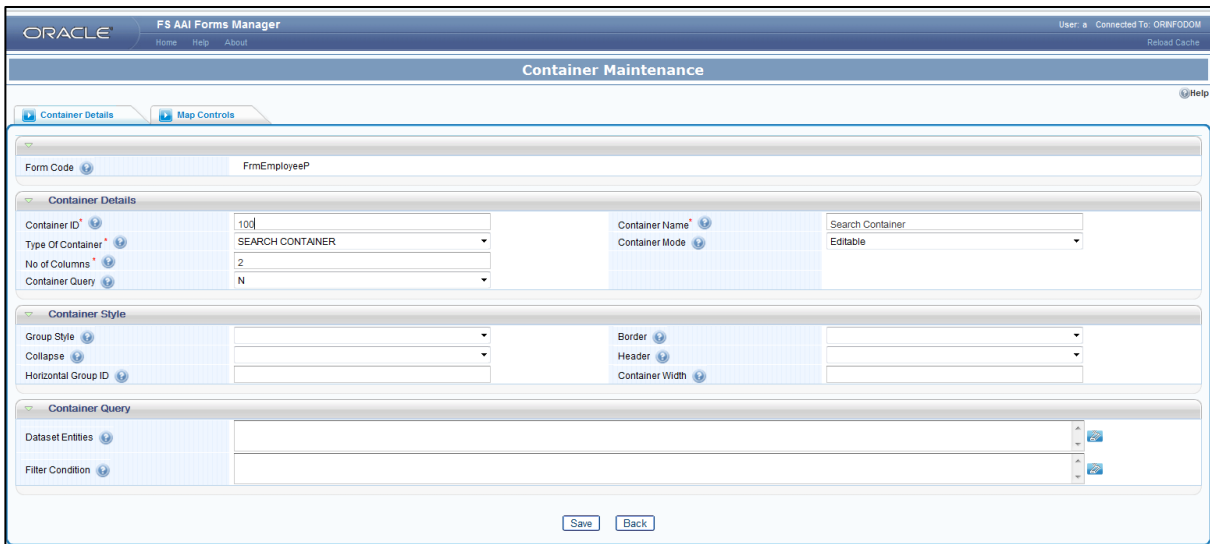 ORACLE
FS AAI Forms Manager
User: a Connected To: ORINFODOM
Home Help About
Reload Cache
Container Maintenance
Help
Container Details
Map Controls
Form Code
FrmEmployeeP
Container Details
Container ID* 100
Container Name* Search Container
Type Of Container* SEARCH CONTAINER
Container Mode Editable
No of Columns* 2
Container Query N
Container Style
Group Style
Border
Collapse
Header
Horizontal Group ID
Container Width
Container Query
Dataset Entities
Filter Condition
Save Back